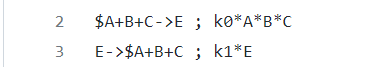 2 $A+B+C->E ; k0*A*B*C
3 E->$A+B+C ; k1*E